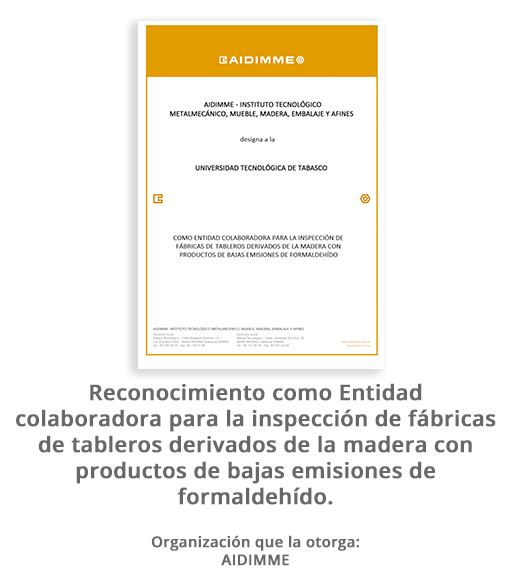 AIDIMME
AIDIMME - INSTITUTO TECNOLÓGICO
METALMECÁNICO, MUEBLE, MADERA, EMBALAJE Y AFINES
designa a la
UNIVERSIDAD TECNOLÓGICA DE TABASCO
COMO ENTIDAD COLABORADORA PARA LA INSPECCIÓN DE
FÁBRICAS DE TABLEROS DERIVADOS DE LA MADERA CON
PRODUCTOS DE BAJAS EMISIONES DE FORMALDEHÍDO
AIDIMME. INSTITUTO TECNOLÓGICO METALMECÁNICO, MUEBLE, MADERA, EMBALAJE Y AFINES
Reconocimiento como Entidad
colaboradora para la inspección de fábricas
de tableros derivados de la madera con
productos de bajas emisiones de
formaldehído.
Organización que la otorga:
AIDIMME